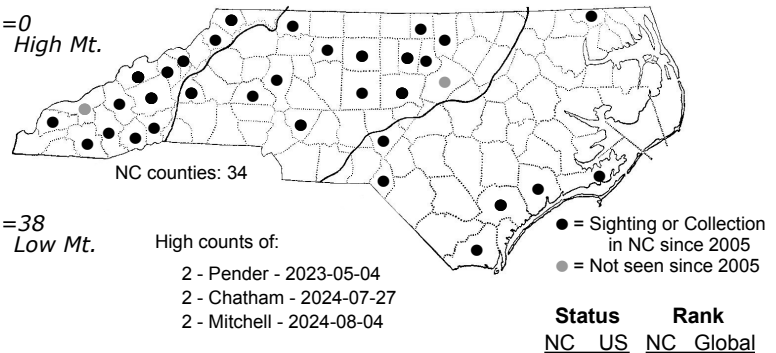 =0
High Mt.
NC counties: 34
=38
Low Mt.
High counts of:
2 - Pender - 2023-05-04
2 - Chatham - 2024-07-27
2 - Mitchell - 2024-08-04
= Sighting or Collection
in NC since 2005
= Not seen since 2005
Status Rank
NC US NC Global